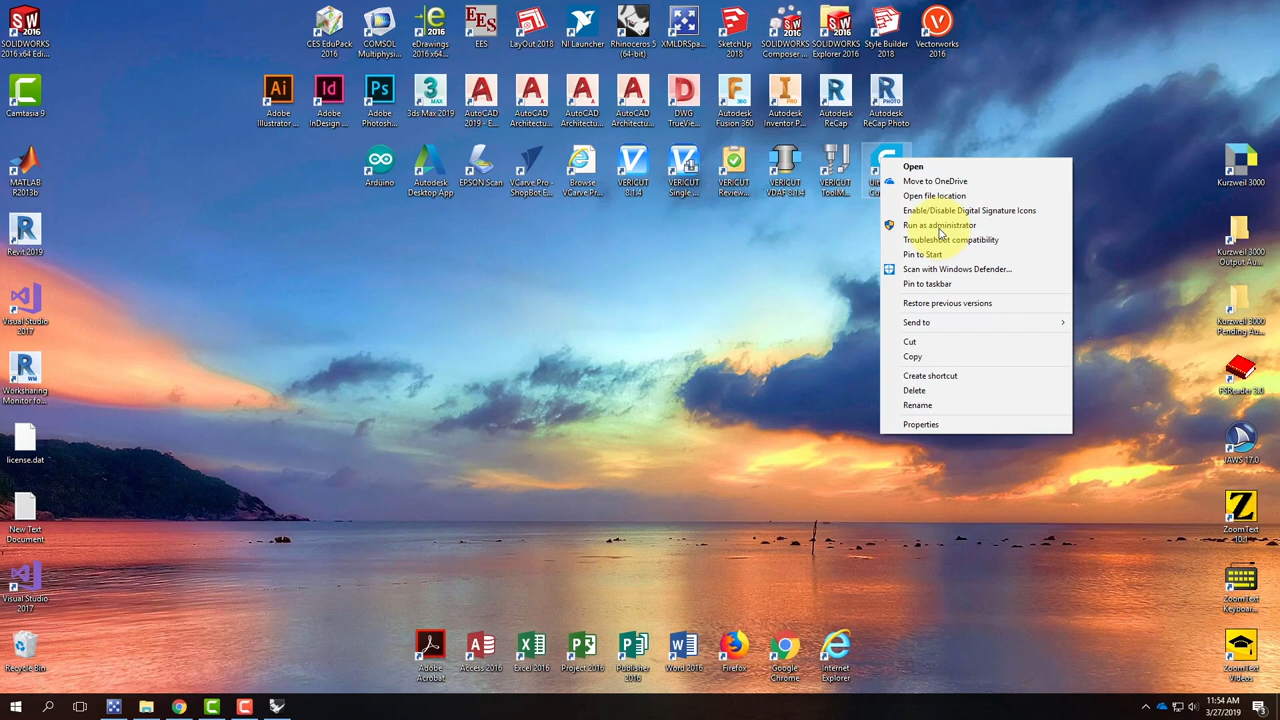 SOLIDWORKS
2016 x64 Edi...
CES EduPack
2016
COMSOL
Multiphysi...
eDrawings
2016 x64...
EES
LayOut 2018
NI Launcher
Rhinoceros 5
(64-bit)
XMLDRSpa...
SketchUp
2018
SOLIDWORKS
Composer ...
SOLIDWORKS
Explorer 2016
Style Builder
2018
Vectorworks
2016
Camtasia 9
Adobe
Illustrator ...
Adobe
InDesign ...
Adobe
Photosh...
3ds Max 2019
AutoCAD
2019 - E...
AutoCAD
Architectu...
AutoCAD
Architectu...
AutoCAD
Architectu...
DWG
TrueVie...
Autodesk
Fusion 360
Autodesk
Inventor P...
Autodesk
ReCap
Autodesk
ReCap Photo
MATLAB
R2013b
Arduino
Autodesk
Desktop App
EPSON Scan
VCarve Pro -
ShopBot E...
Browse
VCarve Pro...
VERICUT
8.1.4
VERICUT
Single ...
VERICUT
Review...
VERICUT
VDAF 8.1.4
VERICUT
ToolM...
Kurzweil 3000
Open
Move to OneDrive
Open file location
Enable/Disable Digital Signature Icons
Run as administrator
Troubleshoot compatibility
Pin to Start
Scan with Windows Defender...
Pin to taskbar
Restore previous versions
Send to
Cut
Copy
Create shortcut
Delete
Rename
Properties
Revit 2019
Kurzweil 3000
Output Au...
Visual Studio
2017
Kurzweil 3000
Pending Au...
Worksharing
Monitor fo...
FSReader 3.0
license.dat
JAWS 17.0
New Text
Document
ZoomText
10.1
Visual Studio
2017
ZoomText
Keyboar...
Recycle Bin
Adobe
Acrobat
Access 2016
Excel 2016
Project 2016
Publisher
2016
Word 2016
Firefox
Google
Chrome
Internet
Explorer
ZoomText
Videos
11:54 AM
3/27/2019